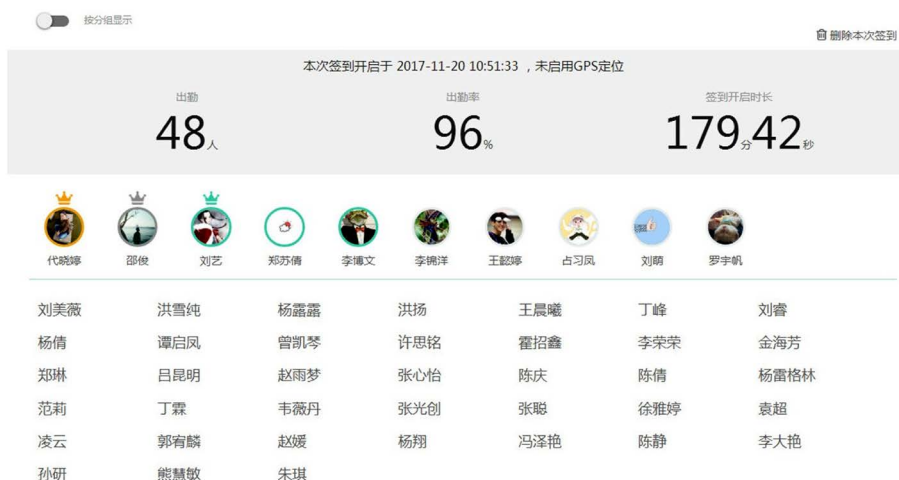 按分组显示
删除本次签到
本次签到开启于 2017-11-20 10:51:33 ，未启用GPS定位
出勤 出勤率 签到开启时长
48人 96% 179分42秒
代晓婷 邵俊 刘艺 郑苏倩 李博文 李锦洋 王懿婷 占习凤 刘萌 罗宇帆
刘美薇 洪雪纯 杨露露 洪扬 王晨曦 丁峰 刘睿
杨倩 谭启凤 曾凯琴 许思铭 霍招鑫 李荣荣 金海芳
郑琳 吕昆明 赵雨梦 张心怡 陈庆 陈倩 杨雷格林
范莉 丁霖 韦薇丹 张光创 张聪 徐雅婷 袁超
凌云 郭宥麟 赵媛 杨翔 冯泽艳 陈静 李大艳
孙研 熊慧敏 朱琪